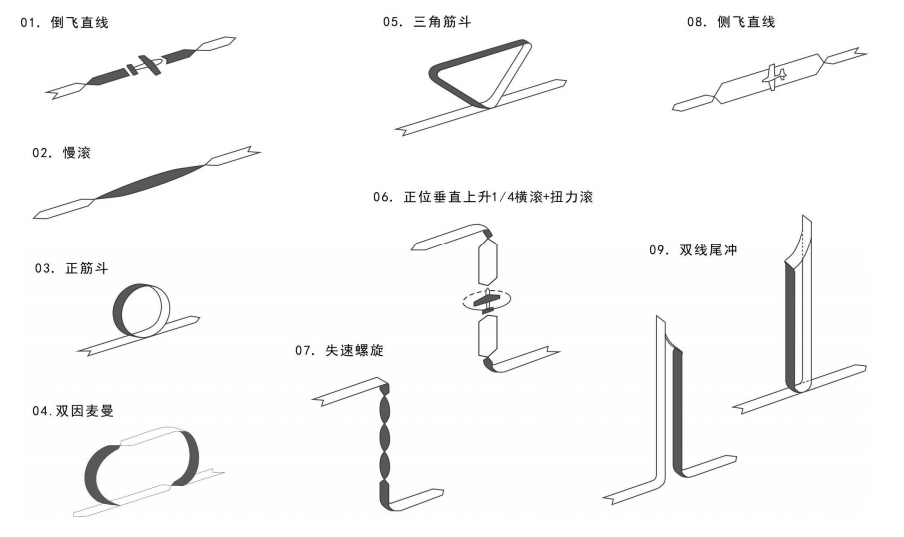 01. 倒飞直线
02. 慢滚
03. 正筋斗
04.双因麦曼
05. 三角筋斗
06. 正位垂直上升1/4横滚+扭力滚
07. 失速螺旋
08. 侧飞直线
09. 双线尾冲